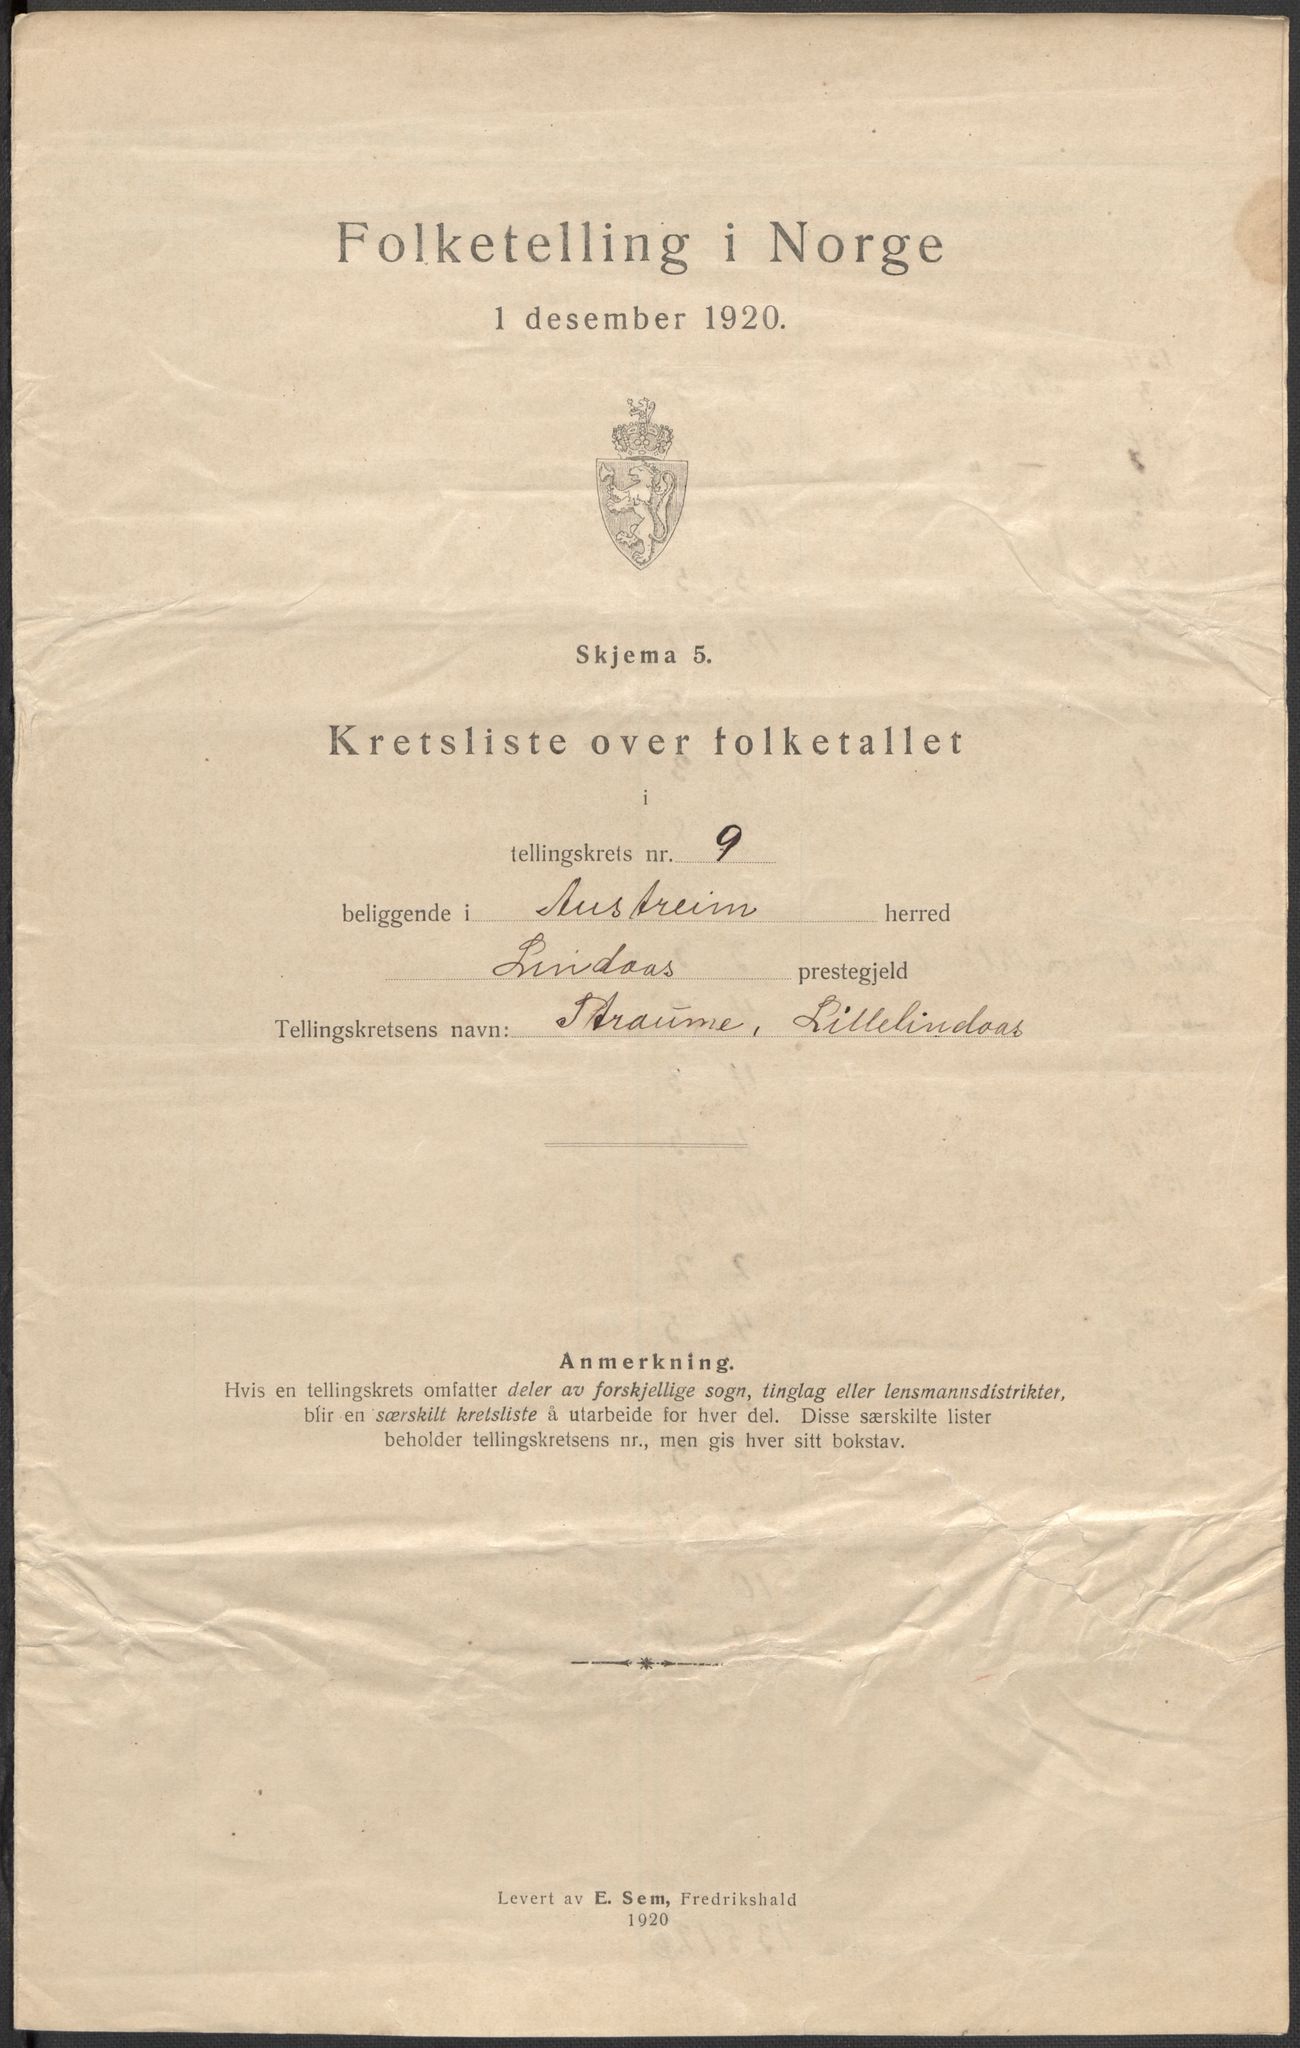 Folketelling i Norge
1 desember 1920.
Skjema 5.
Kretsliste over folketallet
i
tellingskrets nr. 9
beliggende i Austreim herred
Lindaas prestegjeld
Tellingskretsens navn: Straume, Lillelindaas
Anmerkning.
Hvis en tellingskrets omfatter deler av forskjellige sogn, tinglag eller lensmannsdistrikter,
blir en særskilt kretsliste å utarbeide for hver del. Disse særskilte lister
beholder tellingskretsens nr., men gis hver sitt bokstav.
Levert av E. Sem, Fredrikshald
1920